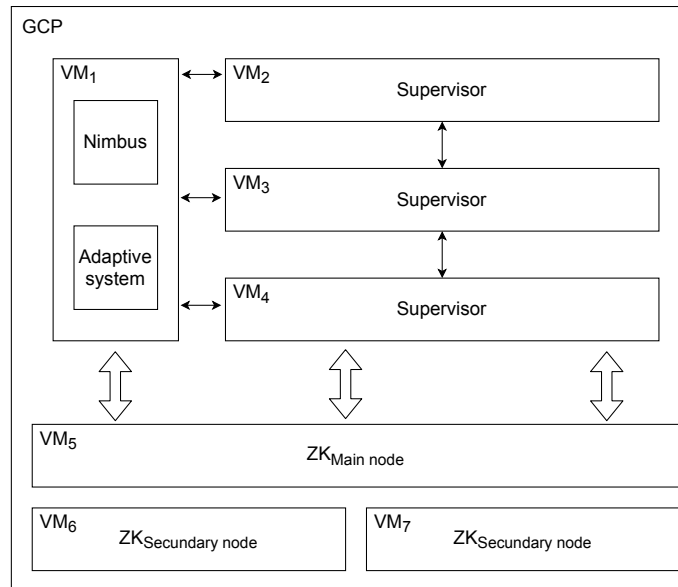 GCP
VM1
Nimbus
Adaptive
system
VM2
Supervisor
VM3
Supervisor
VM4
Supervisor
VM5
ZKMain node
VM6
ZKSecundary node
VM7
ZKSecundary node